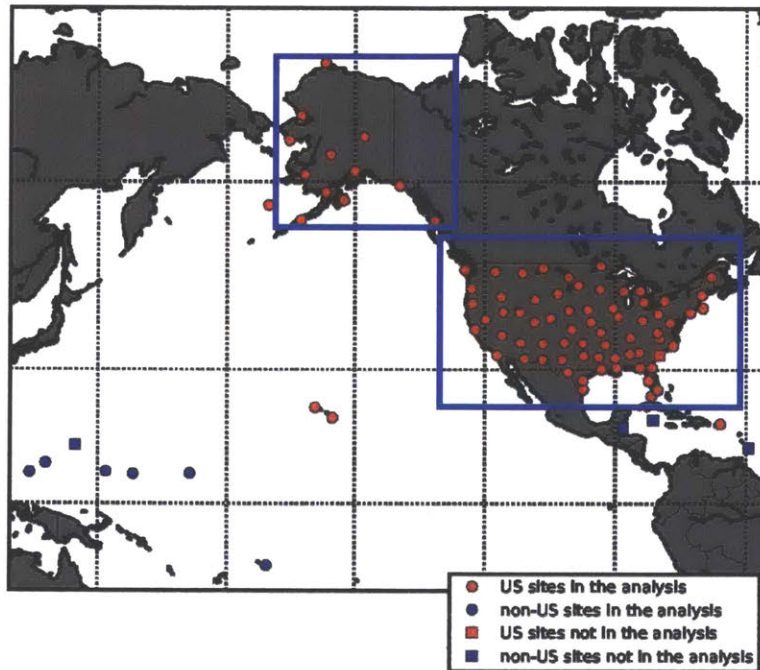 US sites in the analysis
non-US sites in the analysis
US sites not in the analysis
non-US sites not in the analysis